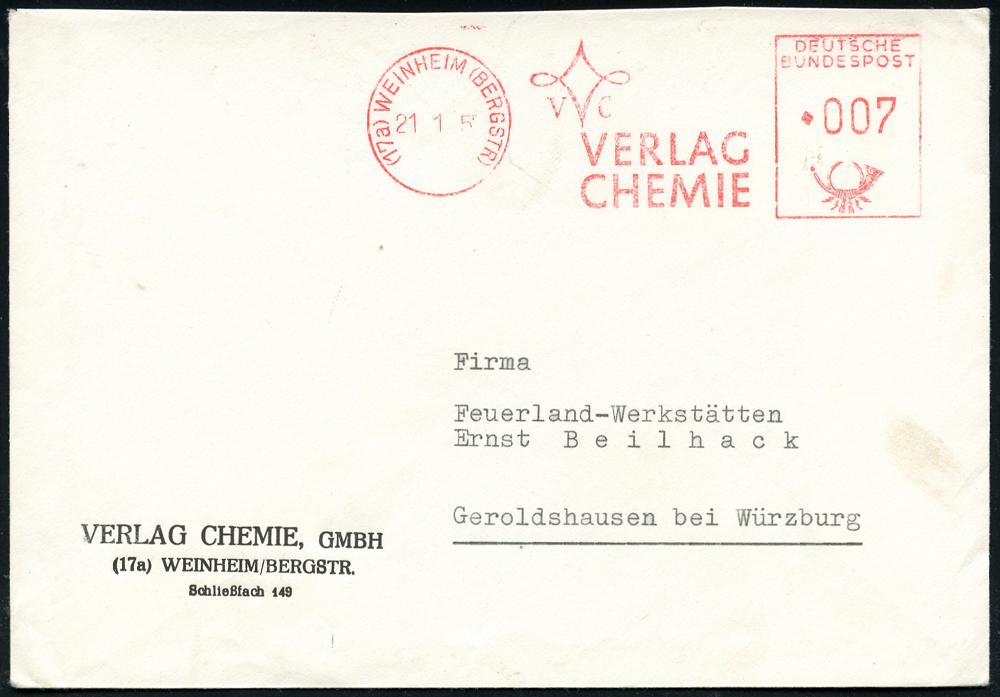 (17a) WEINHEIM (BERGSTR)
21 1 5
V C
VERLAG
CHEMIE
DEUTSCHE
BUNDESPOST
007
Firma
Feuerland-Werkstätten
Ernst B e i l h a c k
Geroldshausen bei Würzburg
VERLAG CHEMIE, GMBH
(17a) WEINHEIM/BERGSTR.
Schließfach 149